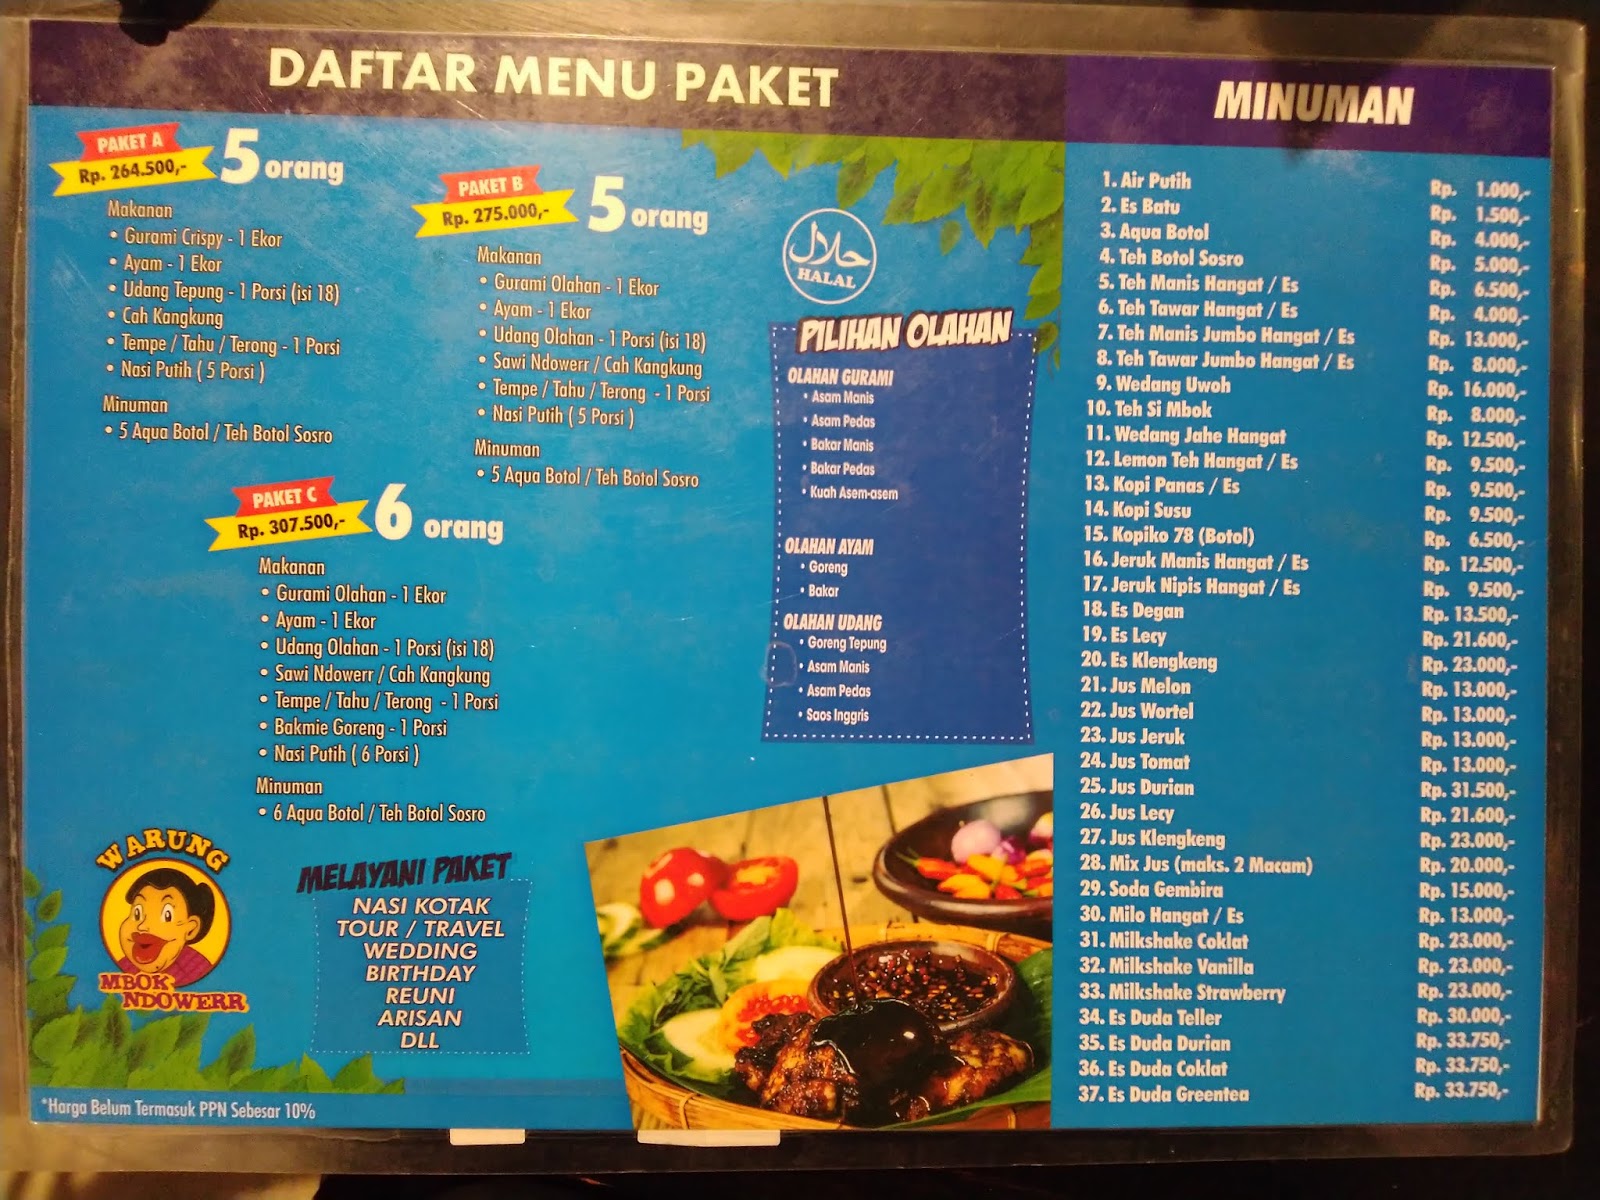 DAFTAR MENU PAKET
PAKET A
Rp. 264.500,-
5 orang
Makanan
• Gurami Crispy - 1 Ekor
• Ayam - 1 Ekor
• Udang Tepung - 1 Porsi (isi 18)
• Cah Kangkung
• Tempe / Tahu / Terong - 1 Porsi
• Nasi Putih ( 5 Porsi )
Minuman
• 5 Aqua Botol / Teh Botol Sosro
PAKET B
Rp. 275.000,-
5 orang
Makanan
• Gurami Olahan - 1 Ekor
• Ayam - 1 Ekor
• Udang Olahan - 1 Porsi (isi 18)
• Sawi Ndowerr / Cah Kangkung
• Tempe / Tahu / Terong - 1 Porsi
• Nasi Putih ( 5 Porsi )
Minuman
• 5 Aqua Botol / Teh Botol Sosro
PAKET C
Rp. 307.500,-
6 orang
Makanan
• Gurami Olahan - 1 Ekor
• Ayam - 1 Ekor
• Udang Olahan - 1 Porsi (isi 18)
• Sawi Ndowerr / Cah Kangkung
• Tempe / Tahu / Terong - 1 Porsi
• Bakmie Goreng - 1 Porsi
• Nasi Putih ( 6 Porsi )
Minuman
• 6 Aqua Botol / Teh Botol Sosro
حلال
HALAL
PILIHAN OLAHAN
OLAHAN GURAMI
• Asam Manis
• Asam Pedas
• Bakar Manis
• Bakar Pedas
• Kuah Asem-asem
OLAHAN AYAM
• Goreng
• Bakar
OLAHAN UDANG
• Goreng Tepung
• Asam Manis
• Asam Pedas
• Saos Inggris
WARUNG
MBOK
NDOWERR
MELAYANI PAKET
NASI KOTAK
TOUR / TRAVEL
WEDDING
BIRTHDAY
REUNI
ARISAN
DLL
*Harga Belum Termasuk PPN Sebesar 10%
MINUMAN
1. Air Putih Rp. 1.000,-
2. Es Batu Rp. 1.500,-
3. Aqua Botol Rp. 4.000,-
4. Teh Botol Sosro Rp. 5.000,-
5. Teh Manis Hangat / Es Rp. 6.500,-
6. Teh Tawar Hangat / Es Rp. 4.000,-
7. Teh Manis Jumbo Hangat / Es Rp. 13.000,-
8. Teh Tawar Jumbo Hangat / Es Rp. 8.000,-
9. Wedang Uwoh Rp. 16.000,-
10. Teh Si Mbok Rp. 8.000,-
11. Wedang Jahe Hangat Rp. 12.500,-
12. Lemon Teh Hangat / Es Rp. 9.500,-
13. Kopi Panas / Es Rp. 9.500,-
14. Kopi Susu Rp. 9.500,-
15. Kopiko 78 (Botol) Rp. 6.500,-
16. Jeruk Manis Hangat / Es Rp. 12.500,-
17. Jeruk Nipis Hangat / Es Rp. 9.500,-
18. Es Degan Rp. 13.500,-
19. Es Lecy Rp. 21.600,-
20. Es Klengkeng Rp. 23.000,-
21. Jus Melon Rp. 13.000,-
22. Jus Wortel Rp. 13.000,-
23. Jus Jeruk Rp. 13.000,-
24. Jus Tomat Rp. 13.000,-
25. Jus Durian Rp. 31.500,-
26. Jus Lecy Rp. 21.600,-
27. Jus Klengkeng Rp. 23.000,-
28. Mix Jus (maks. 2 Macam) Rp. 20.000,-
29. Soda Gembira Rp. 15.000,-
30. Milo Hangat / Es Rp. 13.000,-
31. Milkshake Coklat Rp. 23.000,-
32. Milkshake Vanilla Rp. 23.000,-
33. Milkshake Strawberry Rp. 23.000,-
34. Es Duda Teller Rp. 30.000,-
35. Es Duda Durian Rp. 33.750,-
36. Es Duda Coklat Rp. 33.750,-
37. Es Duda Greentea Rp. 33.750,-